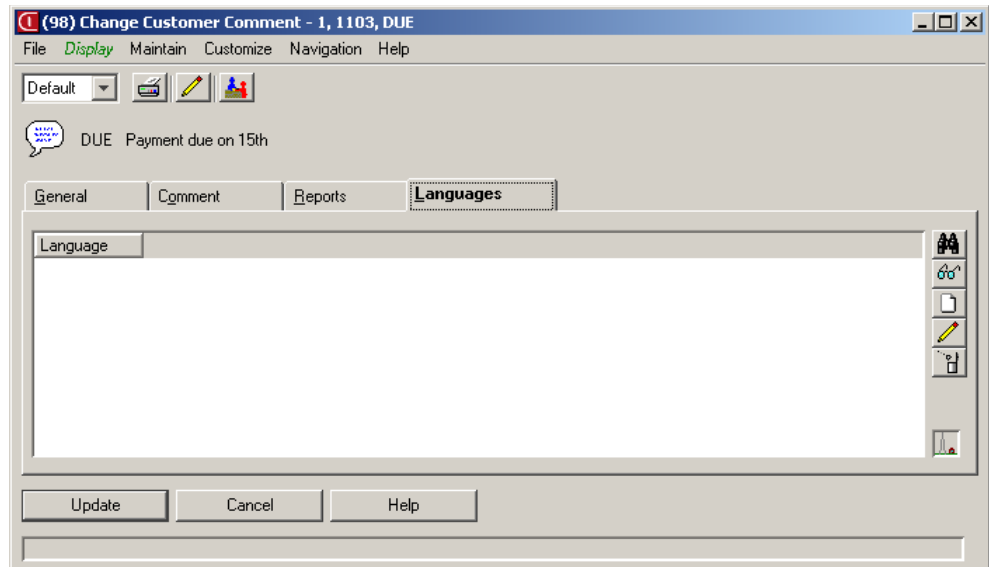 (98) Change Customer Comment - 1, 1103, DUE
File Display Maintain Customize Navigation Help
Default
DUE Payment due on 15th
General Comment Reports Languages
Language
Update Cancel Help